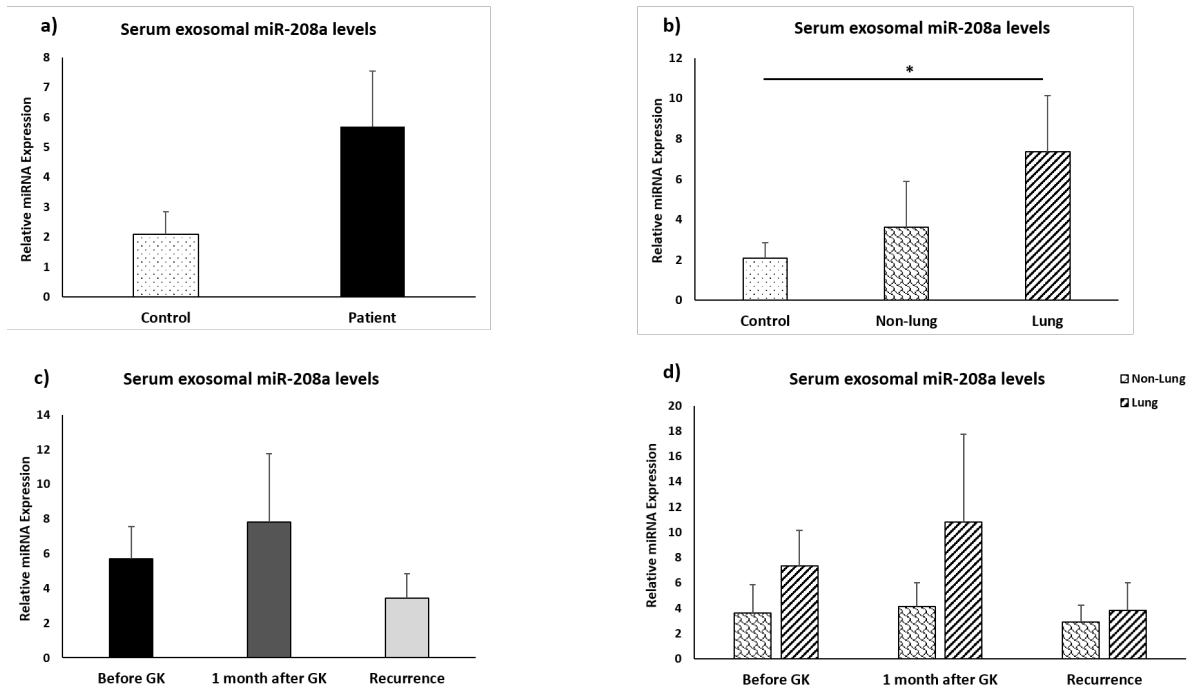 a)
Serum exosomal miR-208a levels
Relative miRNA Expression
8
7
6
5
4
3
2
1
0
Control Patient
b)
Serum exosomal miR-208a levels
Relative miRNA Expression
12
10
8
6
4
2
0
*
Control Non-lung Lung
c)
Serum exosomal miR-208a levels
Relative miRNA Expression
14
12
10
8
6
4
2
0
Before GK 1 month after GK Recurrence
d)
Serum exosomal miR-208a levels
Non-Lung
Lung
Relative miRNA Expression
20
18
16
14
12
10
8
6
4
2
0
Before GK 1 month after GK Recurrence